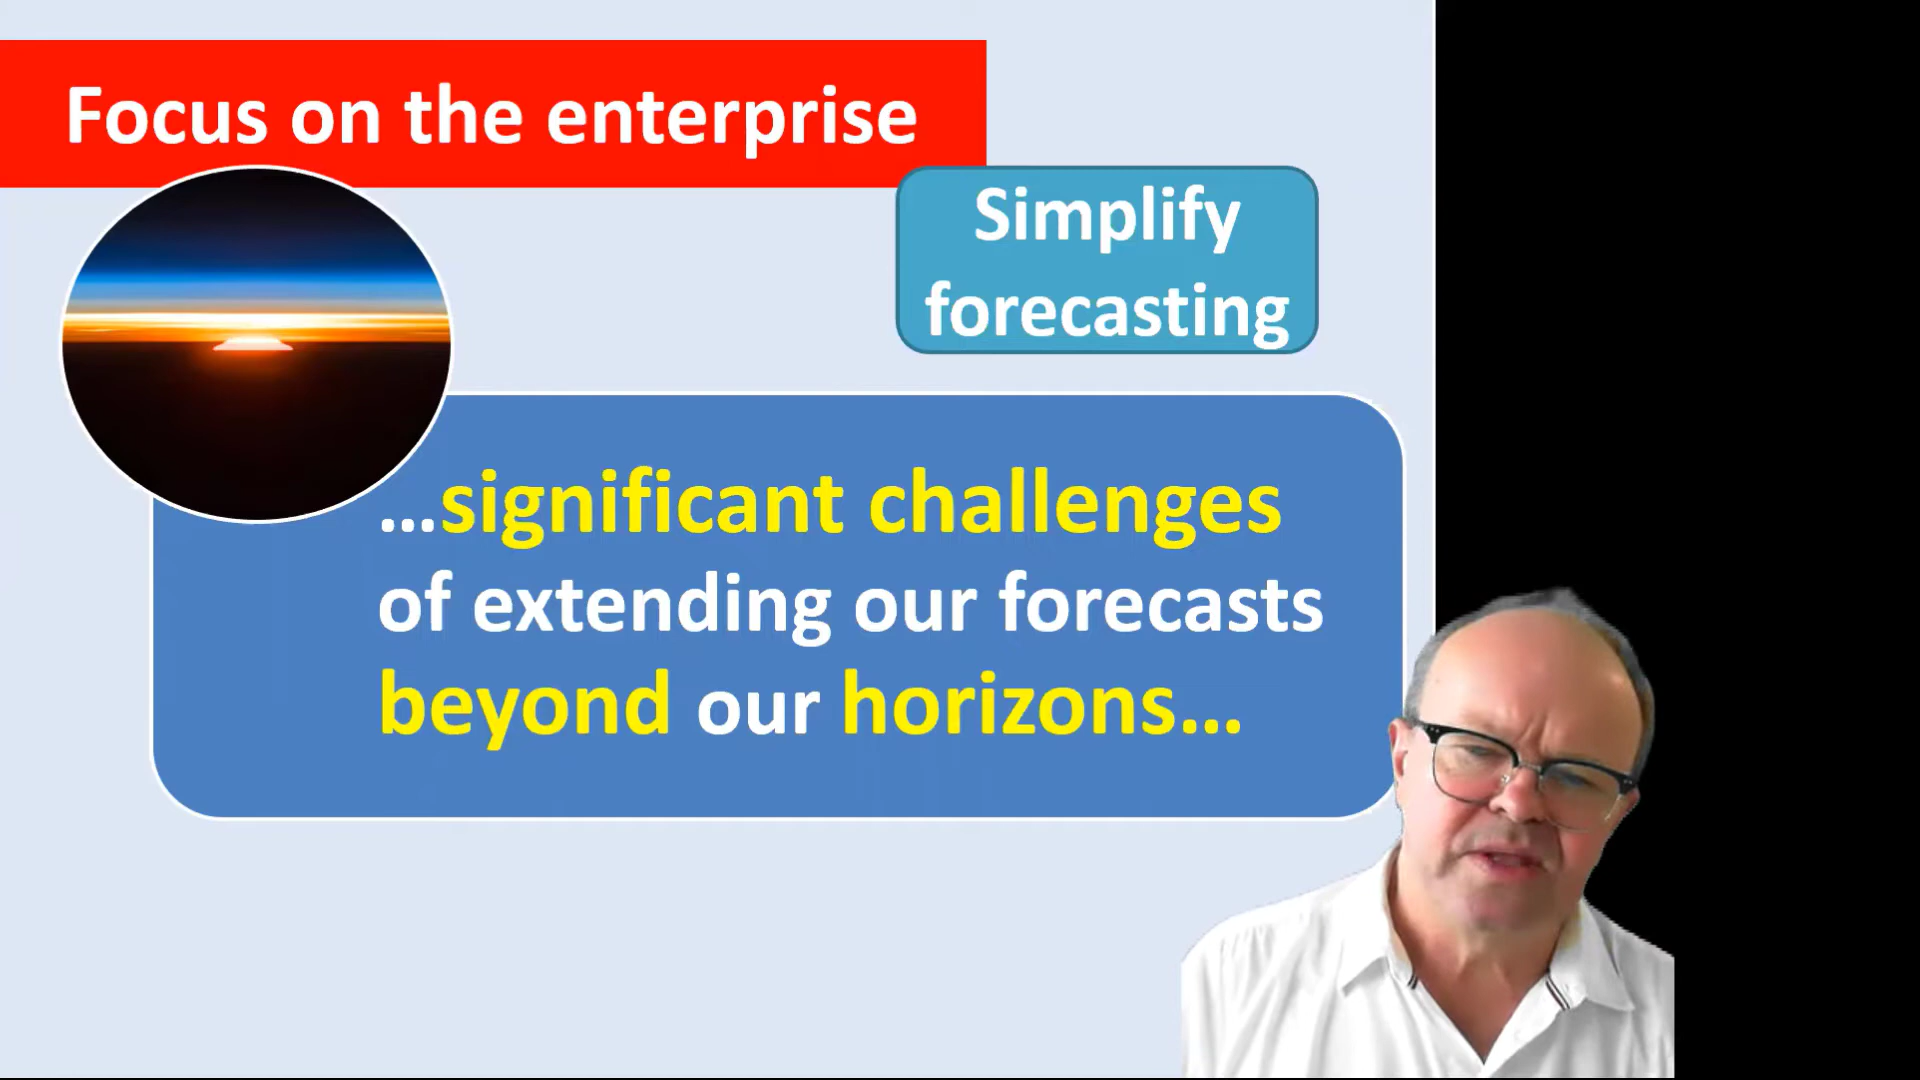 Focus on the enterprise
Simplify
forecasting
...significant challenges
of extending our forecasts
beyond our horizons...